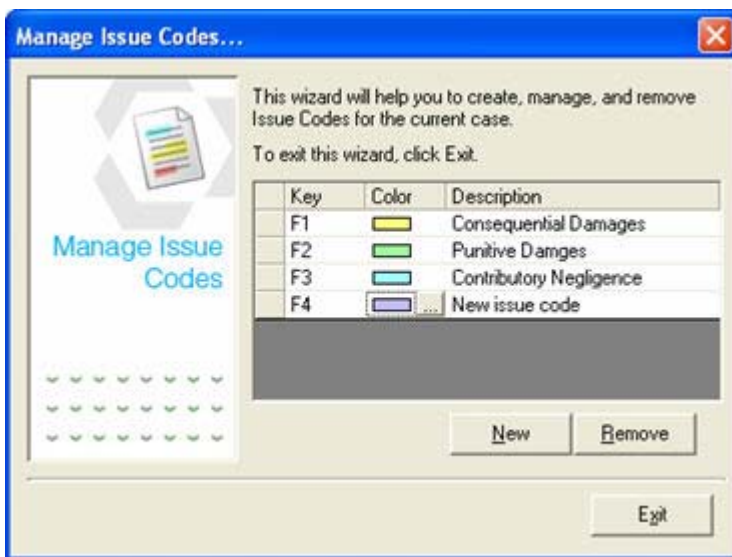 Manage Issue Codes...
This wizard will help you to create, manage, and remove
Issue Codes for the current case.
To exit this wizard, click Exit.
Manage Issue
Codes
Key Color Description
F1 Consequential Damages
F2 Punitive Damges
F3 Contributory Negligence
F4 ... New issue code
New Remove
Exit